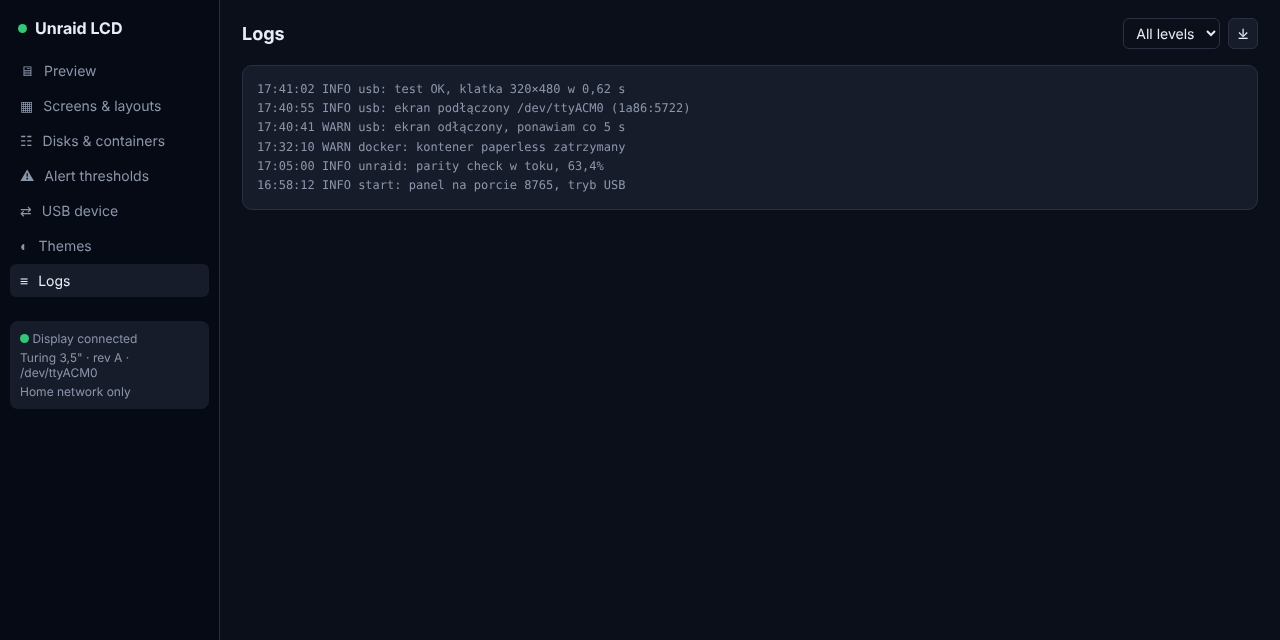 Unraid LCD
Preview
Screens & layouts
Disks & containers
Alert thresholds
USB device
Themes
Logs
Display connected
Turing 3,5" · rev A ·
/dev/ttyACM0
Home network only
Logs
All levels
17:41:02 INFO usb: test OK, klatka 320×480 w 0,62 s
17:40:55 INFO usb: ekran podłączony /dev/ttyACM0 (1a86:5722)
17:40:41 WARN usb: ekran odłączony, ponawiam co 5 s
17:32:10 WARN docker: kontener paperless zatrzymany
17:05:00 INFO unraid: parity check w toku, 63,4%
16:58:12 INFO start: panel na porcie 8765, tryb USB